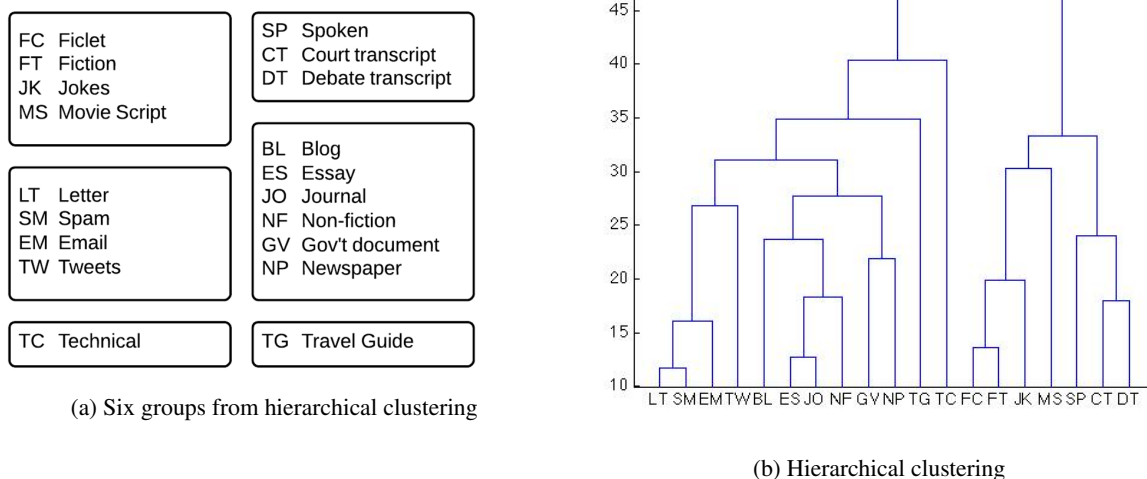 FC Ficlet
FT Fiction
JK Jokes
MS Movie Script
SP Spoken
CT Court transcript
DT Debate transcript
LT Letter
SM Spam
EM Email
TW Tweets
BL Blog
ES Essay
JO Journal
NF Non-fiction
GV Gov't document
NP Newspaper
TC Technical
TG Travel Guide
(a) Six groups from hierarchical clustering
45
40
35
30
25
20
15
10
LT SM EM TW BL ES JO NF GV NP TG TC FC FT JK MS SP CT DT
(b) Hierarchical clustering